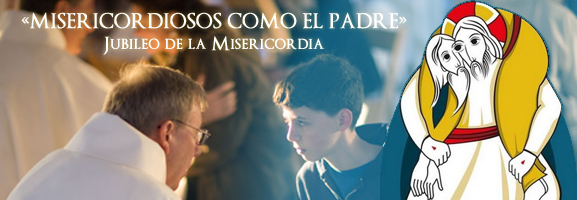 «MISERICORDIOSOS COMO EL PADRE»
JUBILEO DE LA MISERICORDIA